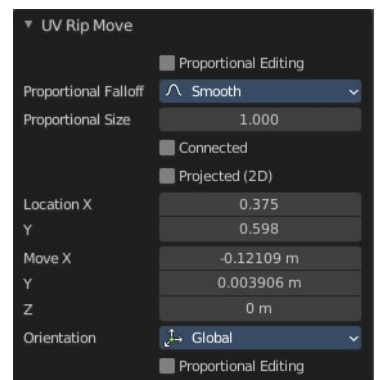 UV Rip Move
Proportional Editing
Proportional Falloff Smooth
Proportional Size 1.000
Connected
Projected (2D)
Location X 0.375
Y 0.598
Move X -0.12109 m
Y 0.003906 m
Z 0 m
Orientation Global
Proportional Editing